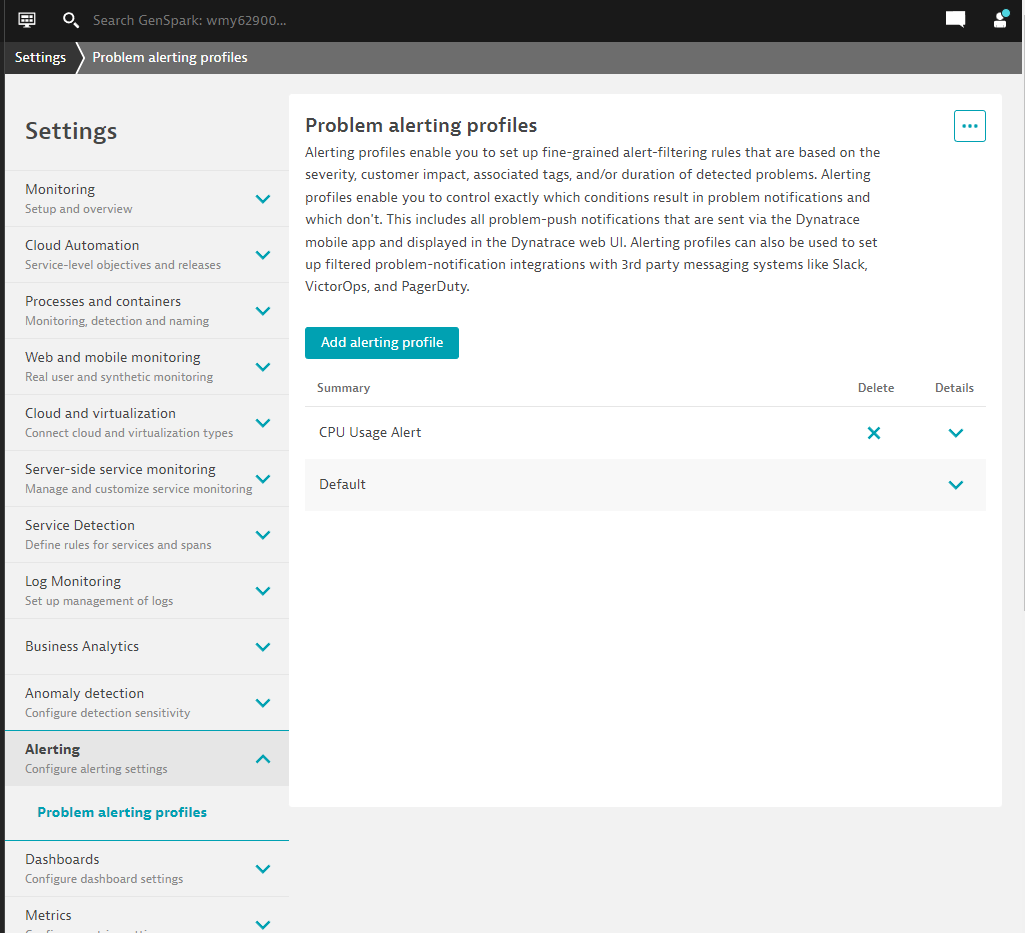 Search GenSpark: wmy62900...
Settings
Problem alerting profiles
Settings
Monitoring
Setup and overview
Cloud Automation
Service-level objectives and releases
Processes and containers
Monitoring, detection and naming
Web and mobile monitoring
Real user and synthetic monitoring
Cloud and virtualization
Connect cloud and virtualization types
Server-side service monitoring
Manage and customize service monitoring
Service Detection
Define rules for services and spans
Log Monitoring
Set up management of logs
Business Analytics
Anomaly detection
Configure detection sensitivity
Alerting
Configure alerting settings
Problem alerting profiles
Dashboards
Configure dashboard settings
Metrics
Problem alerting profiles
Alerting profiles enable you to set up fine-grained alert-filtering rules that are based on the
severity, customer impact, associated tags, and/or duration of detected problems. Alerting
profiles enable you to control exactly which conditions result in problem notifications and
which don't. This includes all problem-push notifications that are sent via the Dynatrace
mobile app and displayed in the Dynatrace web UI. Alerting profiles can also be used to set
up filtered problem-notification integrations with 3rd party messaging systems like Slack,
VictorOps, and PagerDuty.
Add alerting profile
Summary Delete Details
CPU Usage Alert
Default